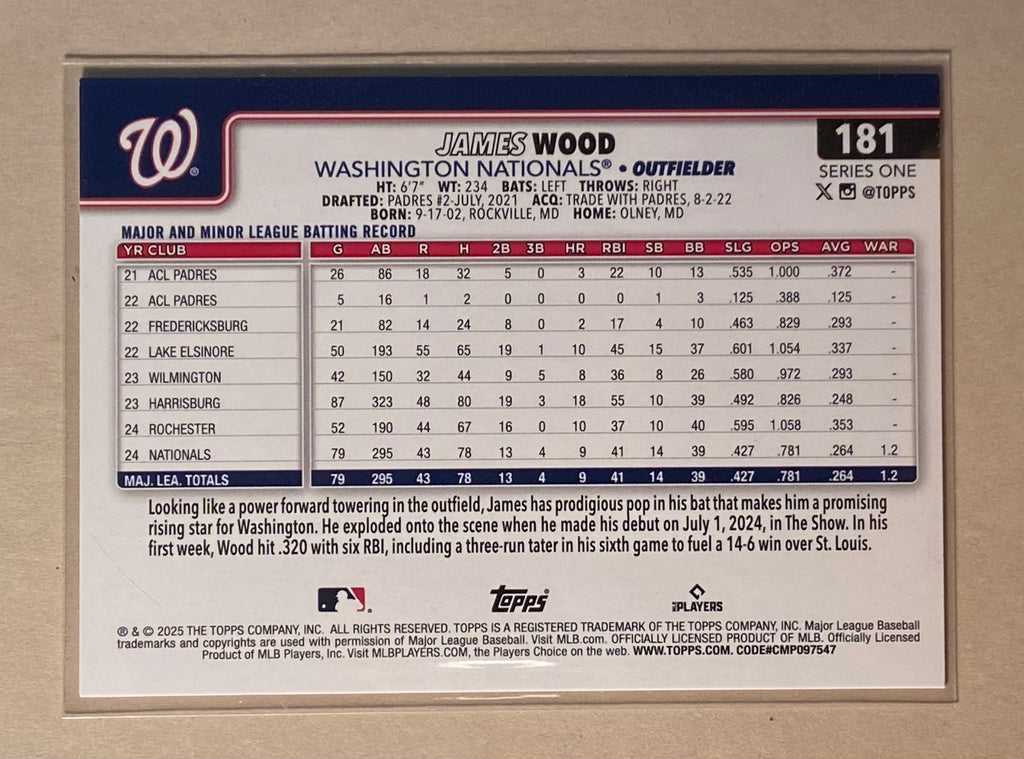 W®
JAMES WOOD
181
WASHINGTON NATIONALS® • OUTFIELDER
SERIES ONE
HT: 6'7" WT: 234 BATS: LEFT THROWS: RIGHT
X @TOPPS
DRAFTED: PADRES #2-JULY, 2021 ACQ: TRADE WITH PADRES, 8-2-22
BORN: 9-17-02, ROCKVILLE, MD HOME: OLNEY, MD
MAJOR AND MINOR LEAGUE BATTING RECORD
YR CLUB G AB R H 2B 3B HR RBI SB BB SLG OPS AVG WAR
21 ACL PADRES 26 86 18 32 5 0 3 22 10 13 .535 1.000 .372 -
22 ACL PADRES 5 16 1 2 0 0 0 0 1 3 .125 .388 .125 -
22 FREDERICKSBURG 21 82 14 24 8 0 2 17 4 10 .463 .829 .293 -
22 LAKE ELSINORE 50 193 55 65 19 1 10 45 15 37 .601 1.054 .337 -
23 WILMINGTON 42 150 32 44 9 5 8 36 8 26 .580 .972 .293 -
23 HARRISBURG 87 323 48 80 19 3 18 55 10 39 .492 .826 .248 -
24 ROCHESTER 52 190 44 67 16 0 10 37 10 40 .595 1.058 .353 -
24 NATIONALS 79 295 43 78 13 4 9 41 14 39 .427 .781 .264 1.2
MAJ. LEA. TOTALS 79 295 43 78 13 4 9 41 14 39 .427 .781 .264 1.2
Looking like a power forward towering in the outfield, James has prodigious pop in his bat that makes him a promising
rising star for Washington. He exploded onto the scene when he made his debut on July 1, 2024, in The Show. In his
first week, Wood hit .320 with six RBI, including a three-run tater in his sixth game to fuel a 14-6 win over St. Louis.
topps®
PLAYERS
® & © 2025 THE TOPPS COMPANY, INC. ALL RIGHTS RESERVED. TOPPS IS A REGISTERED TRADEMARK OF THE TOPPS COMPANY, INC. Major League Baseball
trademarks and copyrights are used with permission of Major League Baseball. Visit MLB.com. OFFICIALLY LICENSED PRODUCT OF MLB. Officially Licensed
Product of MLB Players, Inc. Visit MLBPLAYERS.COM, the Players Choice on the web. WWW.TOPPS.COM. CODE#CMP097547